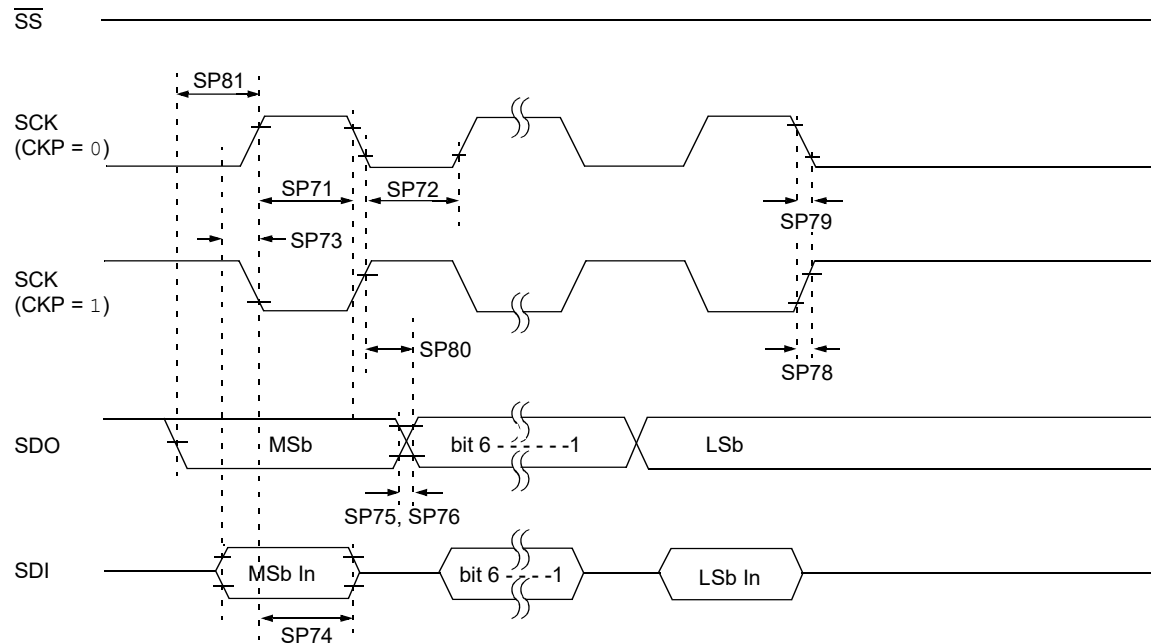 SS
SP81
SCK
(CKP = 0)
SP71
SP72
SP79
SP73
SCK
(CKP = 1)
SP80
SP78
SDO
MSb
bit 6 - - - - - -1
LSb
SP75, SP76
SDI
MSb In
bit 6 - - - -1
LSb In
SP74